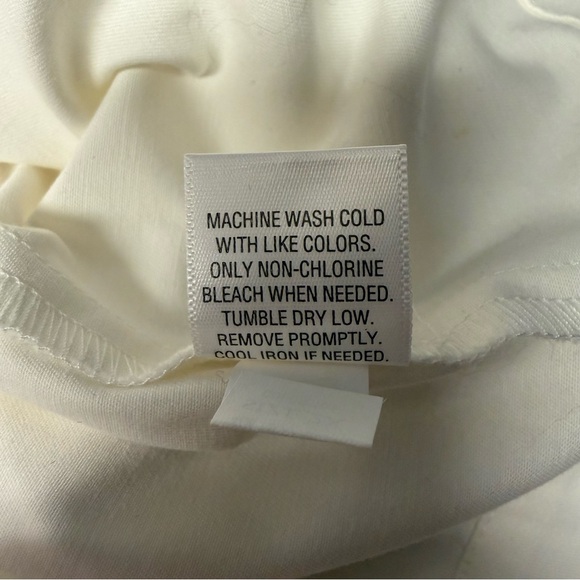 MACHINE WASH COLD
WITH LIKE COLORS.
ONLY NON-CHLORINE
BLEACH WHEN NEEDED.
TUMBLE DRY LOW.
REMOVE PROMPTLY.
COOL IRON IF NEEDED.